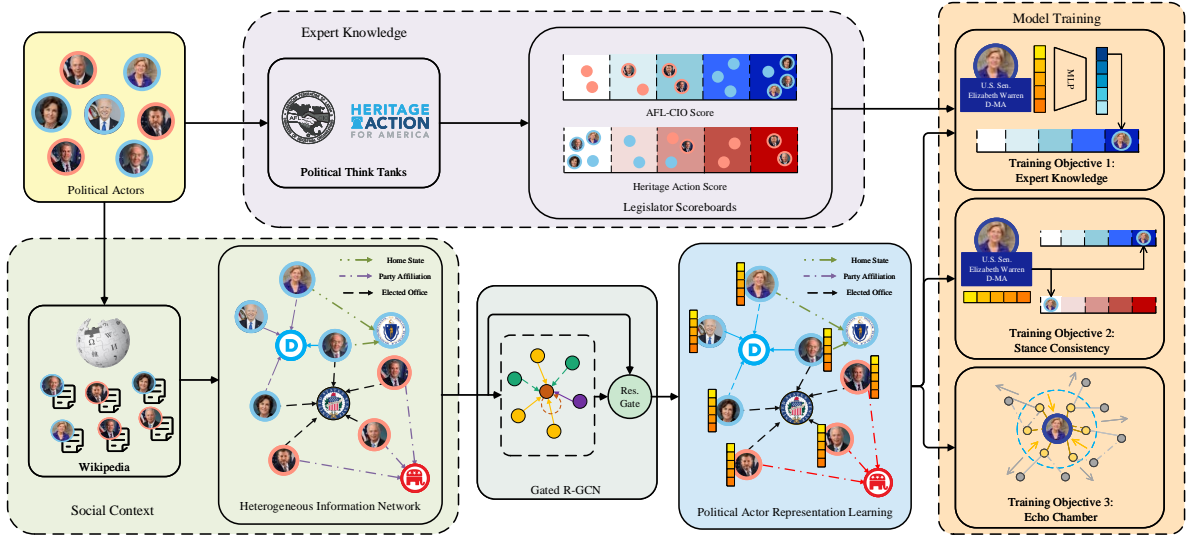 Political Actors
Expert Knowledge
HERITAGE
ACTION
FOR AMERICA
Political Think Tanks
AFL-CIO Score
Heritage Action Score
Legislator Scoreboards
Social Context
Wikipedia
Home State
Party Affiliation
Elected Office
D
Heterogeneous Information Network
Res.
Gate
Gated R-GCN
Home State
Party Affiliation
Elected Office
D
Political Actor Representation Learning
Model Training
U.S. Sen.
Elizabeth Warren
D-MA
MLP
Training Objective 1:
Expert Knowledge
U.S. Sen.
Elizabeth Warren
D-MA
Training Objective 2:
Stance Consistency
Training Objective 3:
Echo Chamber